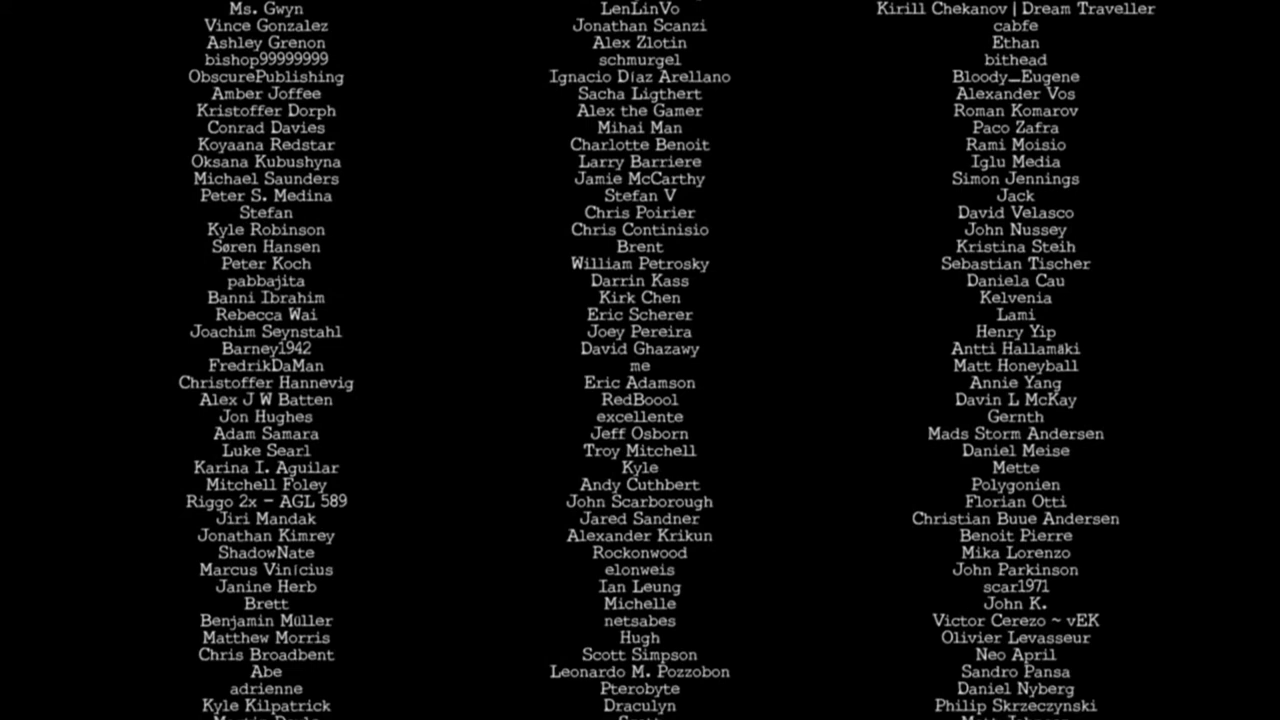 Ms. Gwyn
Vince Gonzalez
Ashley Grenon
bishop99999999
ObscurePublishing
Amber Joffee
Kristoffer Dorph
Conrad Davies
Koyaana Redstar
Oksana Kubushyna
Michael Saunders
Peter S. Medina
Stefan
Kyle Robinson
Søren Hansen
Peter Koch
pabbajita
Banni Ibrahim
Rebecca Wai
Joachim Seynstahl
Barney1942
FredrikDaMan
Christoffer Hannevig
Alex J W Batten
Jon Hughes
Adam Samara
Luke Searl
Karina I. Aguilar
Mitchell Foley
Riggo 2x - AGL 589
Jiri Mandak
Jonathan Kimrey
ShadowNate
Marcus Vinícius
Janine Herb
Brett
Benjamin Müller
Matthew Morris
Chris Broadbent
Abe
adrienne
Kyle Kilpatrick
LenLinVo
Jonathan Scanzi
Alex Zlotin
schmurgel
Ignacio Díaz Arellano
Sacha Ligthert
Alex the Gamer
Mihai Man
Charlotte Benoit
Larry Barriere
Jamie McCarthy
Stefan V
Chris Poirier
Chris Continisio
Brent
William Petrosky
Darrin Kass
Kirk Chen
Eric Scherer
Joey Pereira
David Ghazawy
me
Eric Adamson
RedBoool
excellente
Jeff Osborn
Troy Mitchell
Kyle
Andy Cuthbert
John Scarborough
Jared Sandner
Alexander Krikun
Rockonwood
elonweis
Ian Leung
Michelle
netsabes
Hugh
Scott Simpson
Leonardo M. Pozzobon
Pterobyte
Draculyn
Kirill Chekanov | Dream Traveller
cabfe
Ethan
bithead
Bloody_Eugene
Alexander Vos
Roman Komarov
Paco Zafra
Rami Moisio
Iglu Media
Simon Jennings
Jack
David Velasco
John Nussey
Kristina Steih
Sebastian Tischer
Daniela Cau
Kelvenia
Lami
Henry Yip
Antti Hallamäki
Matt Honeyball
Annie Yang
Davin L McKay
Gernth
Mads Storm Andersen
Daniel Meise
Mette
Polygonien
Florian Otti
Christian Buue Andersen
Benoit Pierre
Mika Lorenzo
John Parkinson
scar1971
John K.
Victor Cerezo ~ vEK
Olivier Levasseur
Neo April
Sandro Pansa
Daniel Nyberg
Philip Skrzeczynski